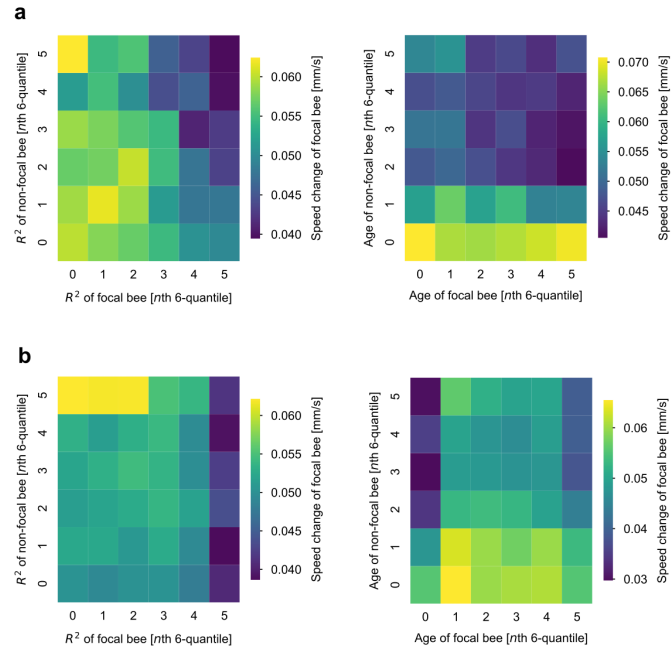 a
R² of non-focal bee [nth 6-quantile]
5
4
3
2
1
0
0 1 2 3 4 5
R² of focal bee [nth 6-quantile]
0.060
0.055
0.050
0.045
0.040
Speed change of focal bee [mm/s]
Age of non-focal bee [nth 6-quantile]
5
4
3
2
1
0
0 1 2 3 4 5
Age of focal bee [nth 6-quantile]
0.070
0.065
0.060
0.055
0.050
0.045
Speed change of focal bee [mm/s]
b
R² of non-focal bee [nth 6-quantile]
5
4
3
2
1
0
0 1 2 3 4 5
R² of focal bee [nth 6-quantile]
0.060
0.055
0.050
0.045
0.040
Speed change of focal bee [mm/s]
Age of non-focal bee [nth 6-quantile]
5
4
3
2
1
0
0 1 2 3 4 5
Age of focal bee [nth 6-quantile]
0.06
0.05
0.04
0.03
Speed change of focal bee [mm/s]